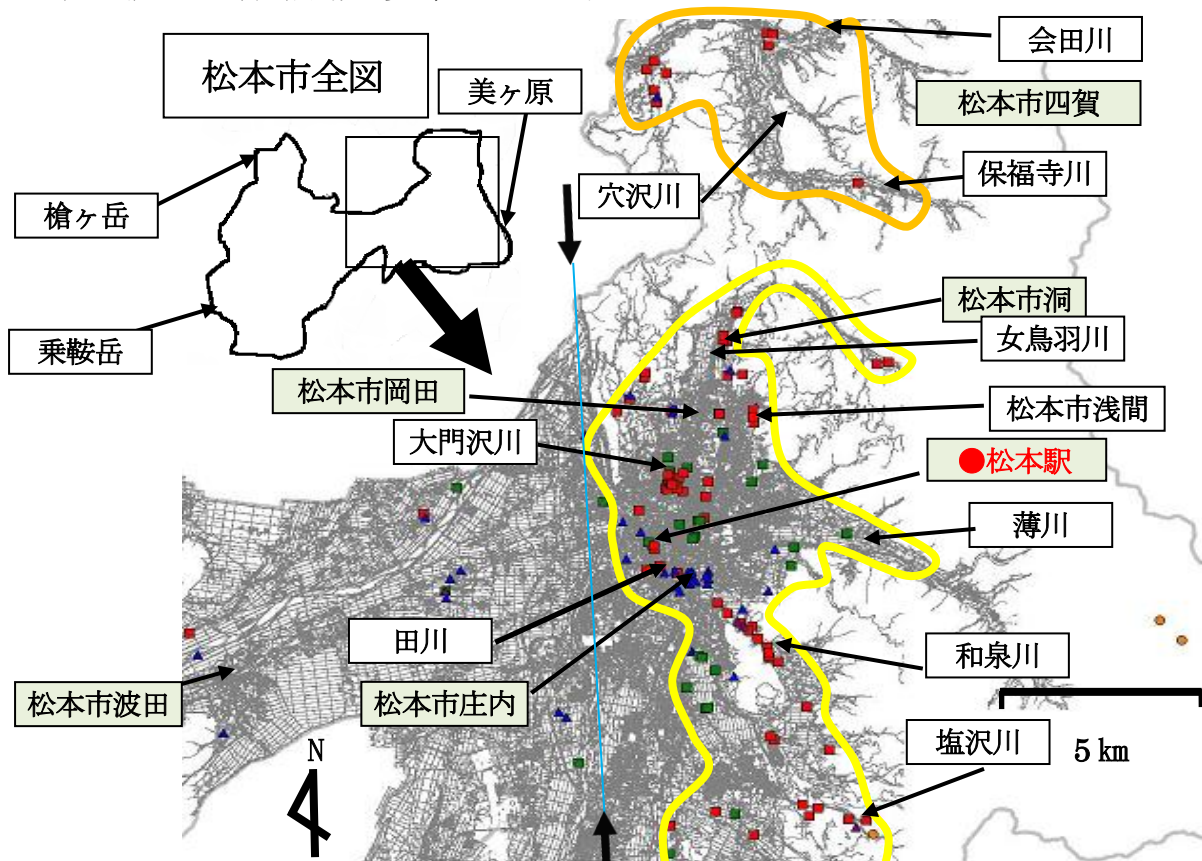 会田川
松本市全図
美ヶ原
松本市四賀
槍ヶ岳
穴沢川
保福寺川
松本市洞
乗鞍岳
女鳥羽川
松本市岡田
松本市浅間
大門沢川
●松本駅
薄川
田川
和泉川
松本市波田
松本市庄内
塩沢川
5㎞
N